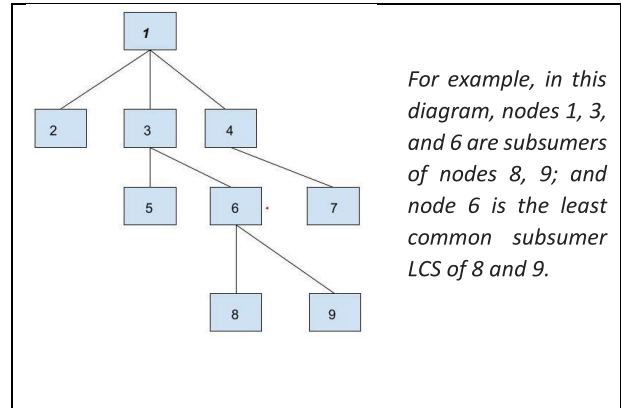 1
2 3 4
5 6 7
8 9
For example, in this
diagram, nodes 1, 3,
and 6 are subsumers
of nodes 8, 9; and
node 6 is the least
common subsumer
LCS of 8 and 9.